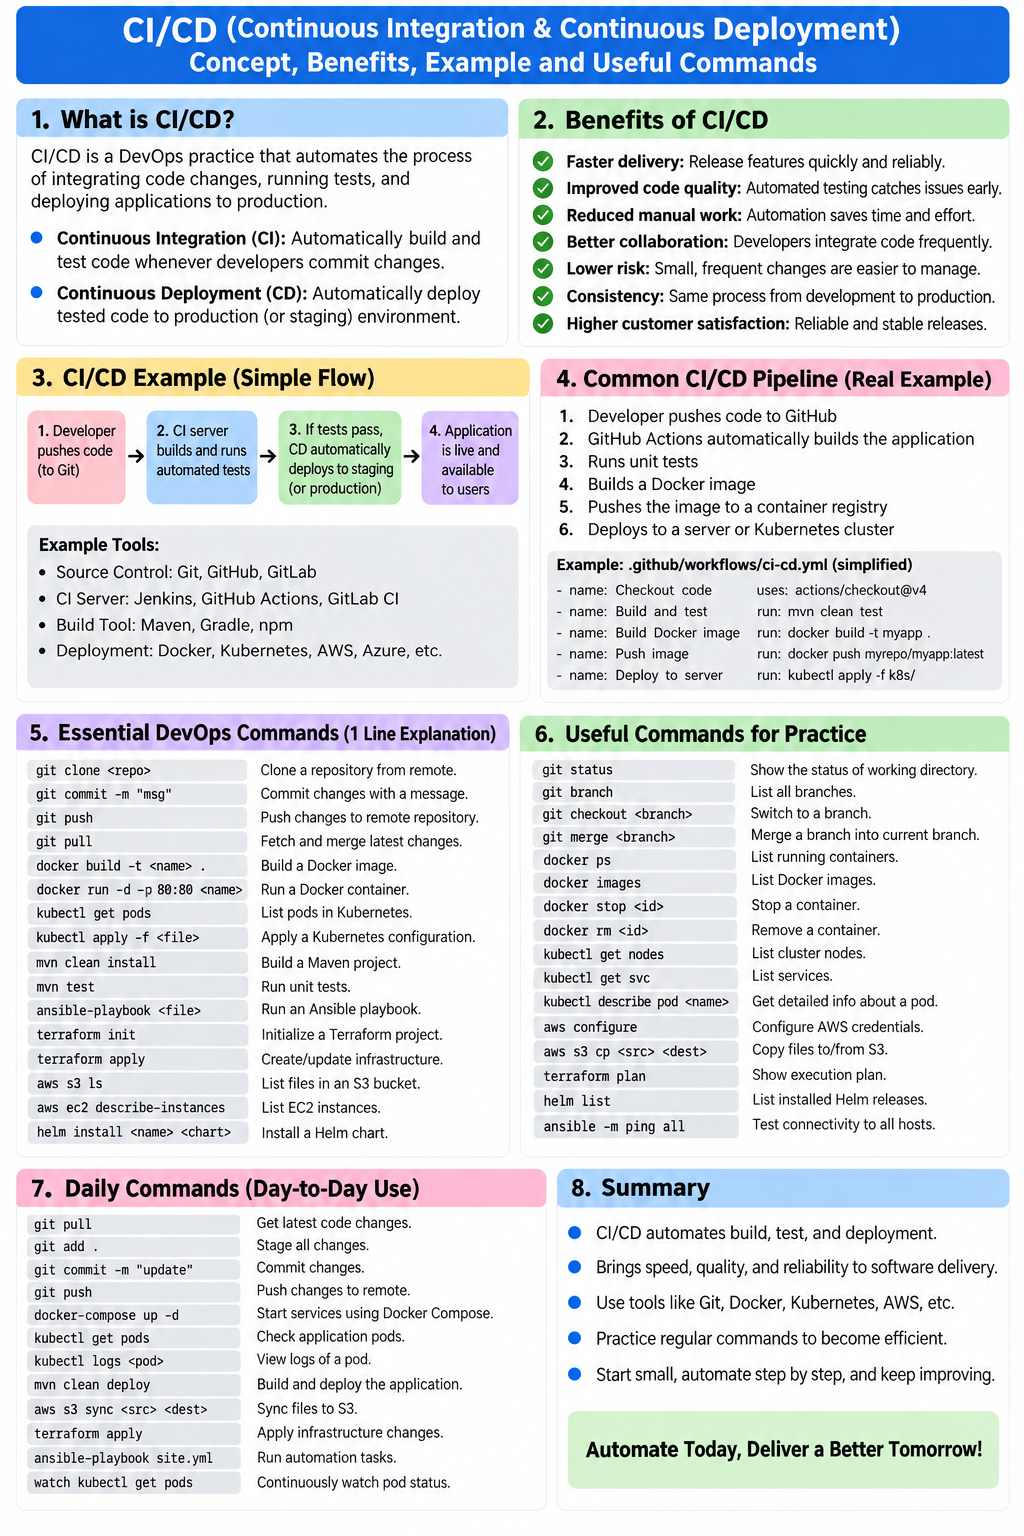 CI/CD (Continuous Integration & Continuous Deployment)
Concept, Benefits, Example and Useful Commands
1. What is CI/CD?
CI/CD is a DevOps practice that automates the process
of integrating code changes, running tests, and
deploying applications to production.
Continuous Integration (CI): Automatically build and
test code whenever developers commit changes.
Continuous Deployment (CD): Automatically deploy
tested code to production (or staging) environment.
2. Benefits of CI/CD
Faster delivery: Release features quickly and reliably.
Improved code quality: Automated testing catches issues early.
Reduced manual work: Automation saves time and effort.
Better collaboration: Developers integrate code frequently.
Lower risk: Small, frequent changes are easier to manage.
Consistency: Same process from development to production.
Higher customer satisfaction: Reliable and stable releases.
3. CI/CD Example (Simple Flow)
1. Developer
pushes code
(to Git)
2. CI server
builds and runs
automated tests
3. If tests pass,
CD automatically
deploys to staging
(or production)
4. Application
is live and
available
to users
Example Tools:
• Source Control: Git, GitHub, GitLab
• CI Server: Jenkins, GitHub Actions, GitLab CI
• Build Tool: Maven, Gradle, npm
• Deployment: Docker, Kubernetes, AWS, Azure, etc.
4. Common CI/CD Pipeline (Real Example)
1. Developer pushes code to GitHub
2. GitHub Actions automatically builds the application
3. Runs unit tests
4. Builds a Docker image
5. Pushes the image to a container registry
6. Deploys to a server or Kubernetes cluster
Example: .github/workflows/ci-cd.yml (simplified)
- name: Checkout code uses: actions/checkout@v4
- name: Build and test run: mvn clean test
- name: Build Docker image run: docker build -t myapp .
- name: Push image run: docker push myrepo/myapp:latest
- name: Deploy to server run: kubectl apply -f k8s/
5. Essential DevOps Commands (1 Line Explanation)
git clone <repo> Clone a repository from remote.
git commit -m "msg" Commit changes with a message.
git push Push changes to remote repository.
git pull Fetch and merge latest changes.
docker build -t <name> . Build a Docker image.
docker run -d -p 80:80 <name> Run a Docker container.
kubectl get pods List pods in Kubernetes.
kubectl apply -f <file> Apply a Kubernetes configuration.
mvn clean install Build a Maven project.
mvn test Run unit tests.
ansible-playbook <file> Run an Ansible playbook.
terraform init Initialize a Terraform project.
terraform apply Create/update infrastructure.
aws s3 ls List files in an S3 bucket.
aws ec2 describe-instances List EC2 instances.
helm install <name> <chart> Install a Helm chart.
6. Useful Commands for Practice
git status Show the status of working directory.
git branch List all branches.
git checkout <branch> Switch to a branch.
git merge <branch> Merge a branch into current branch.
docker ps List running containers.
docker images List Docker images.
docker stop <id> Stop a container.
docker rm <id> Remove a container.
kubectl get nodes List cluster nodes.
kubectl get svc List services.
kubectl describe pod <name> Get detailed info about a pod.
aws configure Configure AWS credentials.
aws s3 cp <src> <dest> Copy files to/from S3.
terraform plan Show execution plan.
helm list List installed Helm releases.
ansible -m ping all Test connectivity to all hosts.
7. Daily Commands (Day-to-Day Use)
git pull Get latest code changes.
git add . Stage all changes.
git commit -m "update" Commit changes.
git push Push changes to remote.
docker-compose up -d Start services using Docker Compose.
kubectl get pods Check application pods.
kubectl logs <pod> View logs of a pod.
mvn clean deploy Build and deploy the application.
aws s3 sync <src> <dest> Sync files to S3.
terraform apply Apply infrastructure changes.
ansible-playbook site.yml Run automation tasks.
watch kubectl get pods Continuously watch pod status.
8. Summary
CI/CD automates build, test, and deployment.
Brings speed, quality, and reliability to software delivery.
Use tools like Git, Docker, Kubernetes, AWS, etc.
Practice regular commands to become efficient.
Start small, automate step by step, and keep improving.
Automate Today, Deliver a Better Tomorrow!